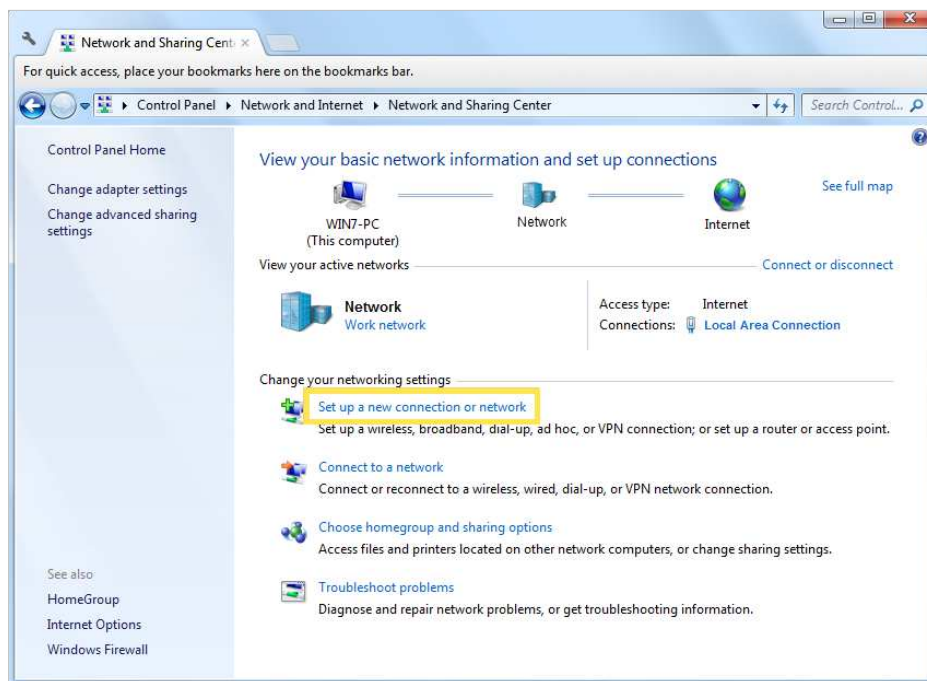 Network and Sharing Cent
For quick access, place your bookmarks here on the bookmarks bar.
Control Panel Network and Internet Network and Sharing Center
Search Control...
Control Panel Home
Change adapter settings
Change advanced sharing
settings
See also
HomeGroup
Internet Options
Windows Firewall
View your basic network information and set up connections
See full map
WIN7-PC
(This computer)
Network
Internet
View your active networks
Connect or disconnect
Network
Work network
Access type: Internet
Connections: Local Area Connection
Change your networking settings
Set up a new connection or network
Set up a wireless, broadband, dial-up, ad hoc, or VPN connection; or set up a router or access point.
Connect to a network
Connect or reconnect to a wireless, wired, dial-up, or VPN network connection.
Choose homegroup and sharing options
Access files and printers located on other network computers, or change sharing settings.
Troubleshoot problems
Diagnose and repair network problems, or get troubleshooting information.